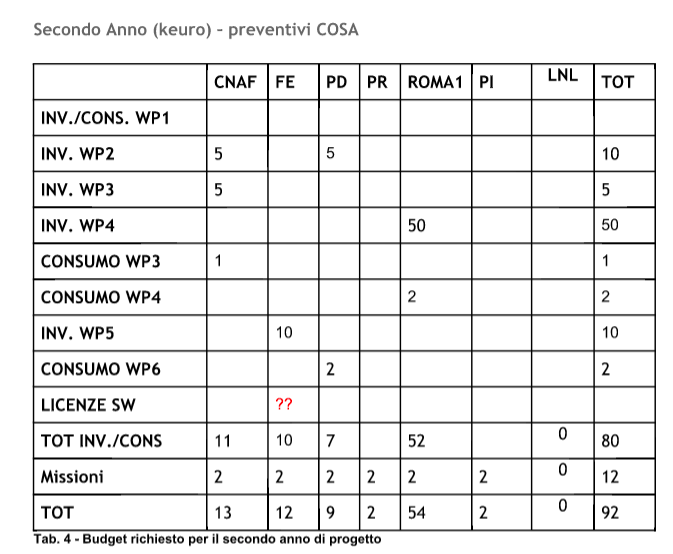 Secondo Anno (keuro) – preventivi COSA
CNAF FE PD PR ROMA1 PI LNL TOT
INV./CONS. WP1
INV. WP2 5 5 10
INV. WP3 5 5
INV. WP4 50 50
CONSUMO WP3 1 1
CONSUMO WP4 2 2
INV. WP5 10 10
CONSUMO WP6 2 2
LICENZE SW ??
TOT INV./CONS 11 10 7 52 0 80
Missioni 2 2 2 2 2 2 0 12
TOT 13 12 9 2 54 2 0 92
Tab. 4 - Budget richiesto per il secondo anno di progetto